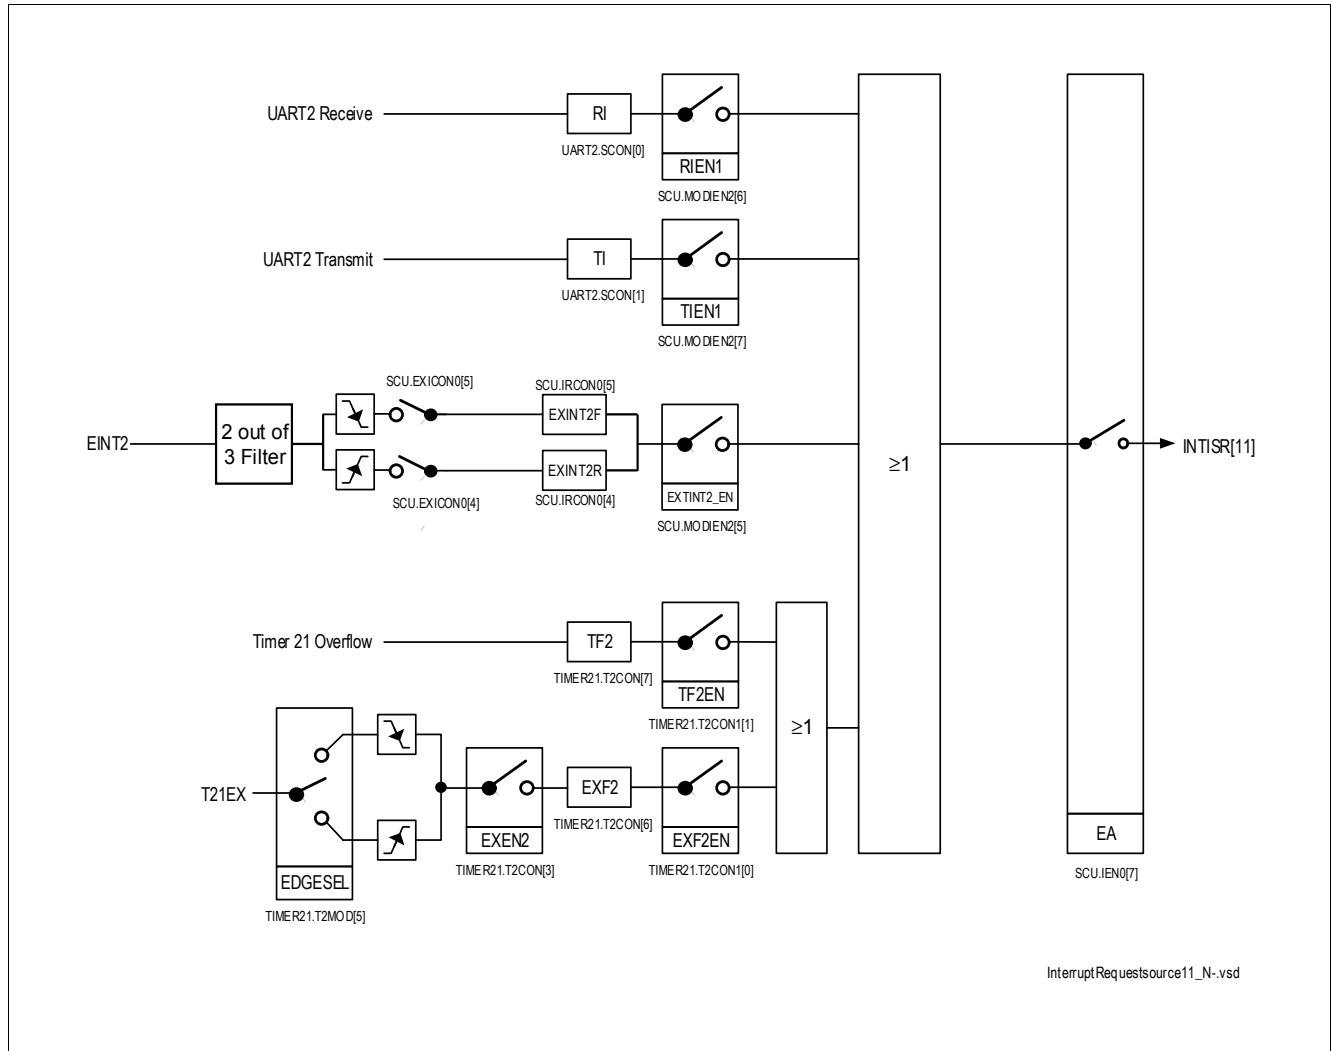 UART2 Receive
RI
UART2.SCON[0]
RIEN1
SCU.MODIEN2[6]
UART2 Transmit
TI
UART2.SCON[1]
TIEN1
SCU.MODIEN2[7]
EINT2
2 out of
3 Filter
SCU.EXICON0[5]
SCU.EXICON0[4]
SCU.IRCON0[5]
EXINT2F
EXINT2R
SCU.IRCON0[4]
EXTINT2_EN
SCU.MODIEN2[5]
Timer 21 Overflow
TF2
TIMER21.T2CON[7]
TF2EN
TIMER21.T2CON1[1]
T21EX
EDGESEL
TIMER21.T2MOD[5]
EXEN2
TIMER21.T2CON[3]
EXF2
TIMER21.T2CON[6]
EXF2EN
TIMER21.T2CON1[0]
≥1
≥1
EA
SCU.IEN0[7]
INTISR[11]
InterruptRequestsource11_N-.vsd